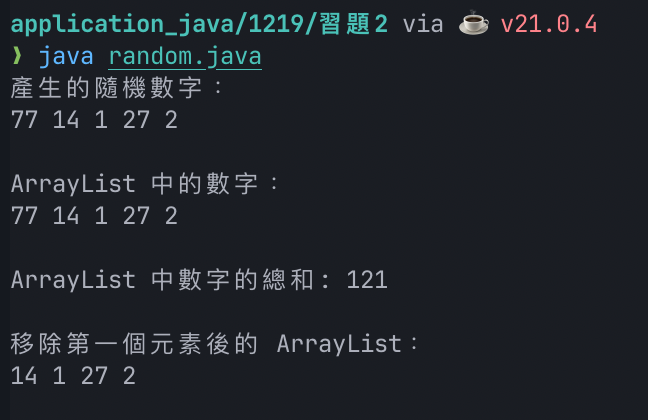 application_java/1219/習題2 via ☕ v21.0.4
❯ java random.java
產生的隨機數字：
77 14 1 27 2
ArrayList 中的數字：
77 14 1 27 2
ArrayList 中數字的總和: 121
移除第一個元素後的 ArrayList：
14 1 27 2